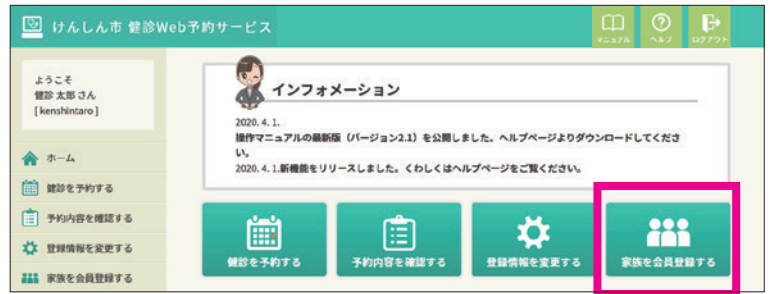 けんしん市 健診Web予約サービス
マニュアル
ヘルプ
ログアウト
ようこそ
健診 太郎 さん
[kenshintaro]
ホーム
健診を予約する
予約内容を確認する
登録情報を変更する
家族を会員登録する
インフォメーション
2020. 4. 1.
操作マニュアルの最新版（バージョン2.1）を公開しました。ヘルプページよりダウンロードしてくださ
い。
2020. 4. 1.新機能をリリースしました。くわしくはヘルプページをご覧ください。
健診を予約する
予約内容を確認する
登録情報を変更する
家族を会員登録する